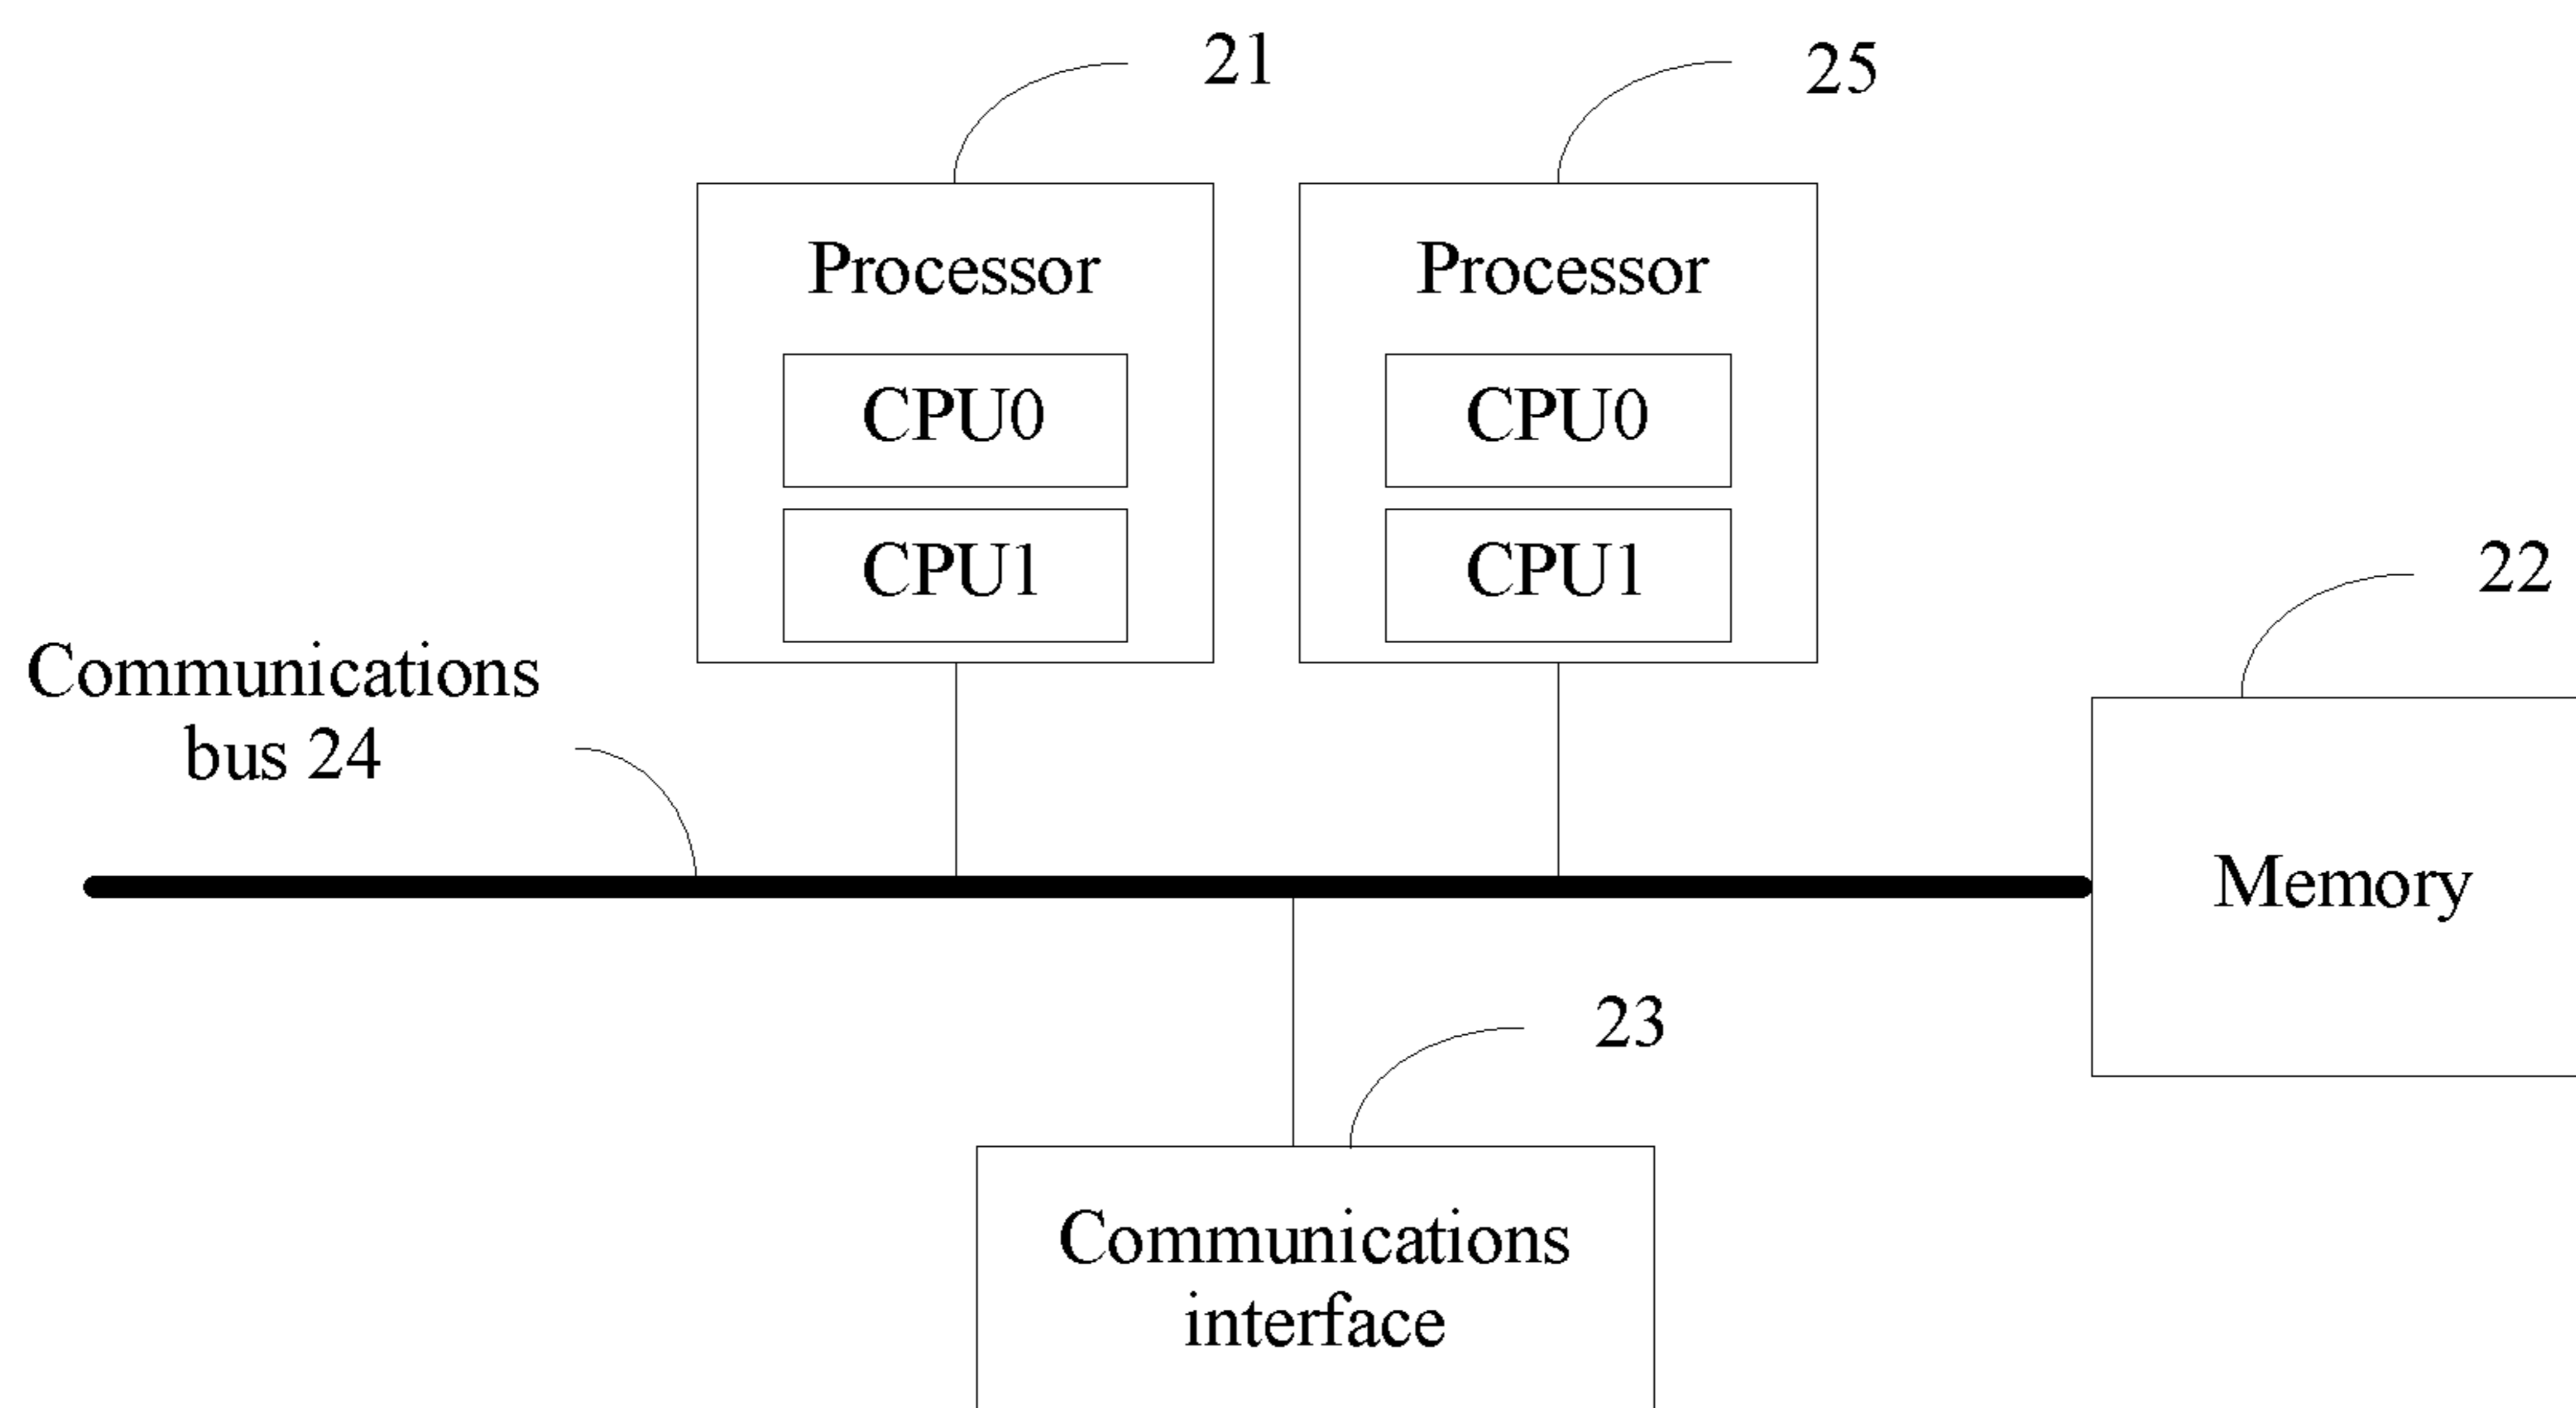 21
25
Processor
Processor
CPU0
CPU0
CPU1
CPU1
22
Communications
bus 24
Memory
23
Communications
interface